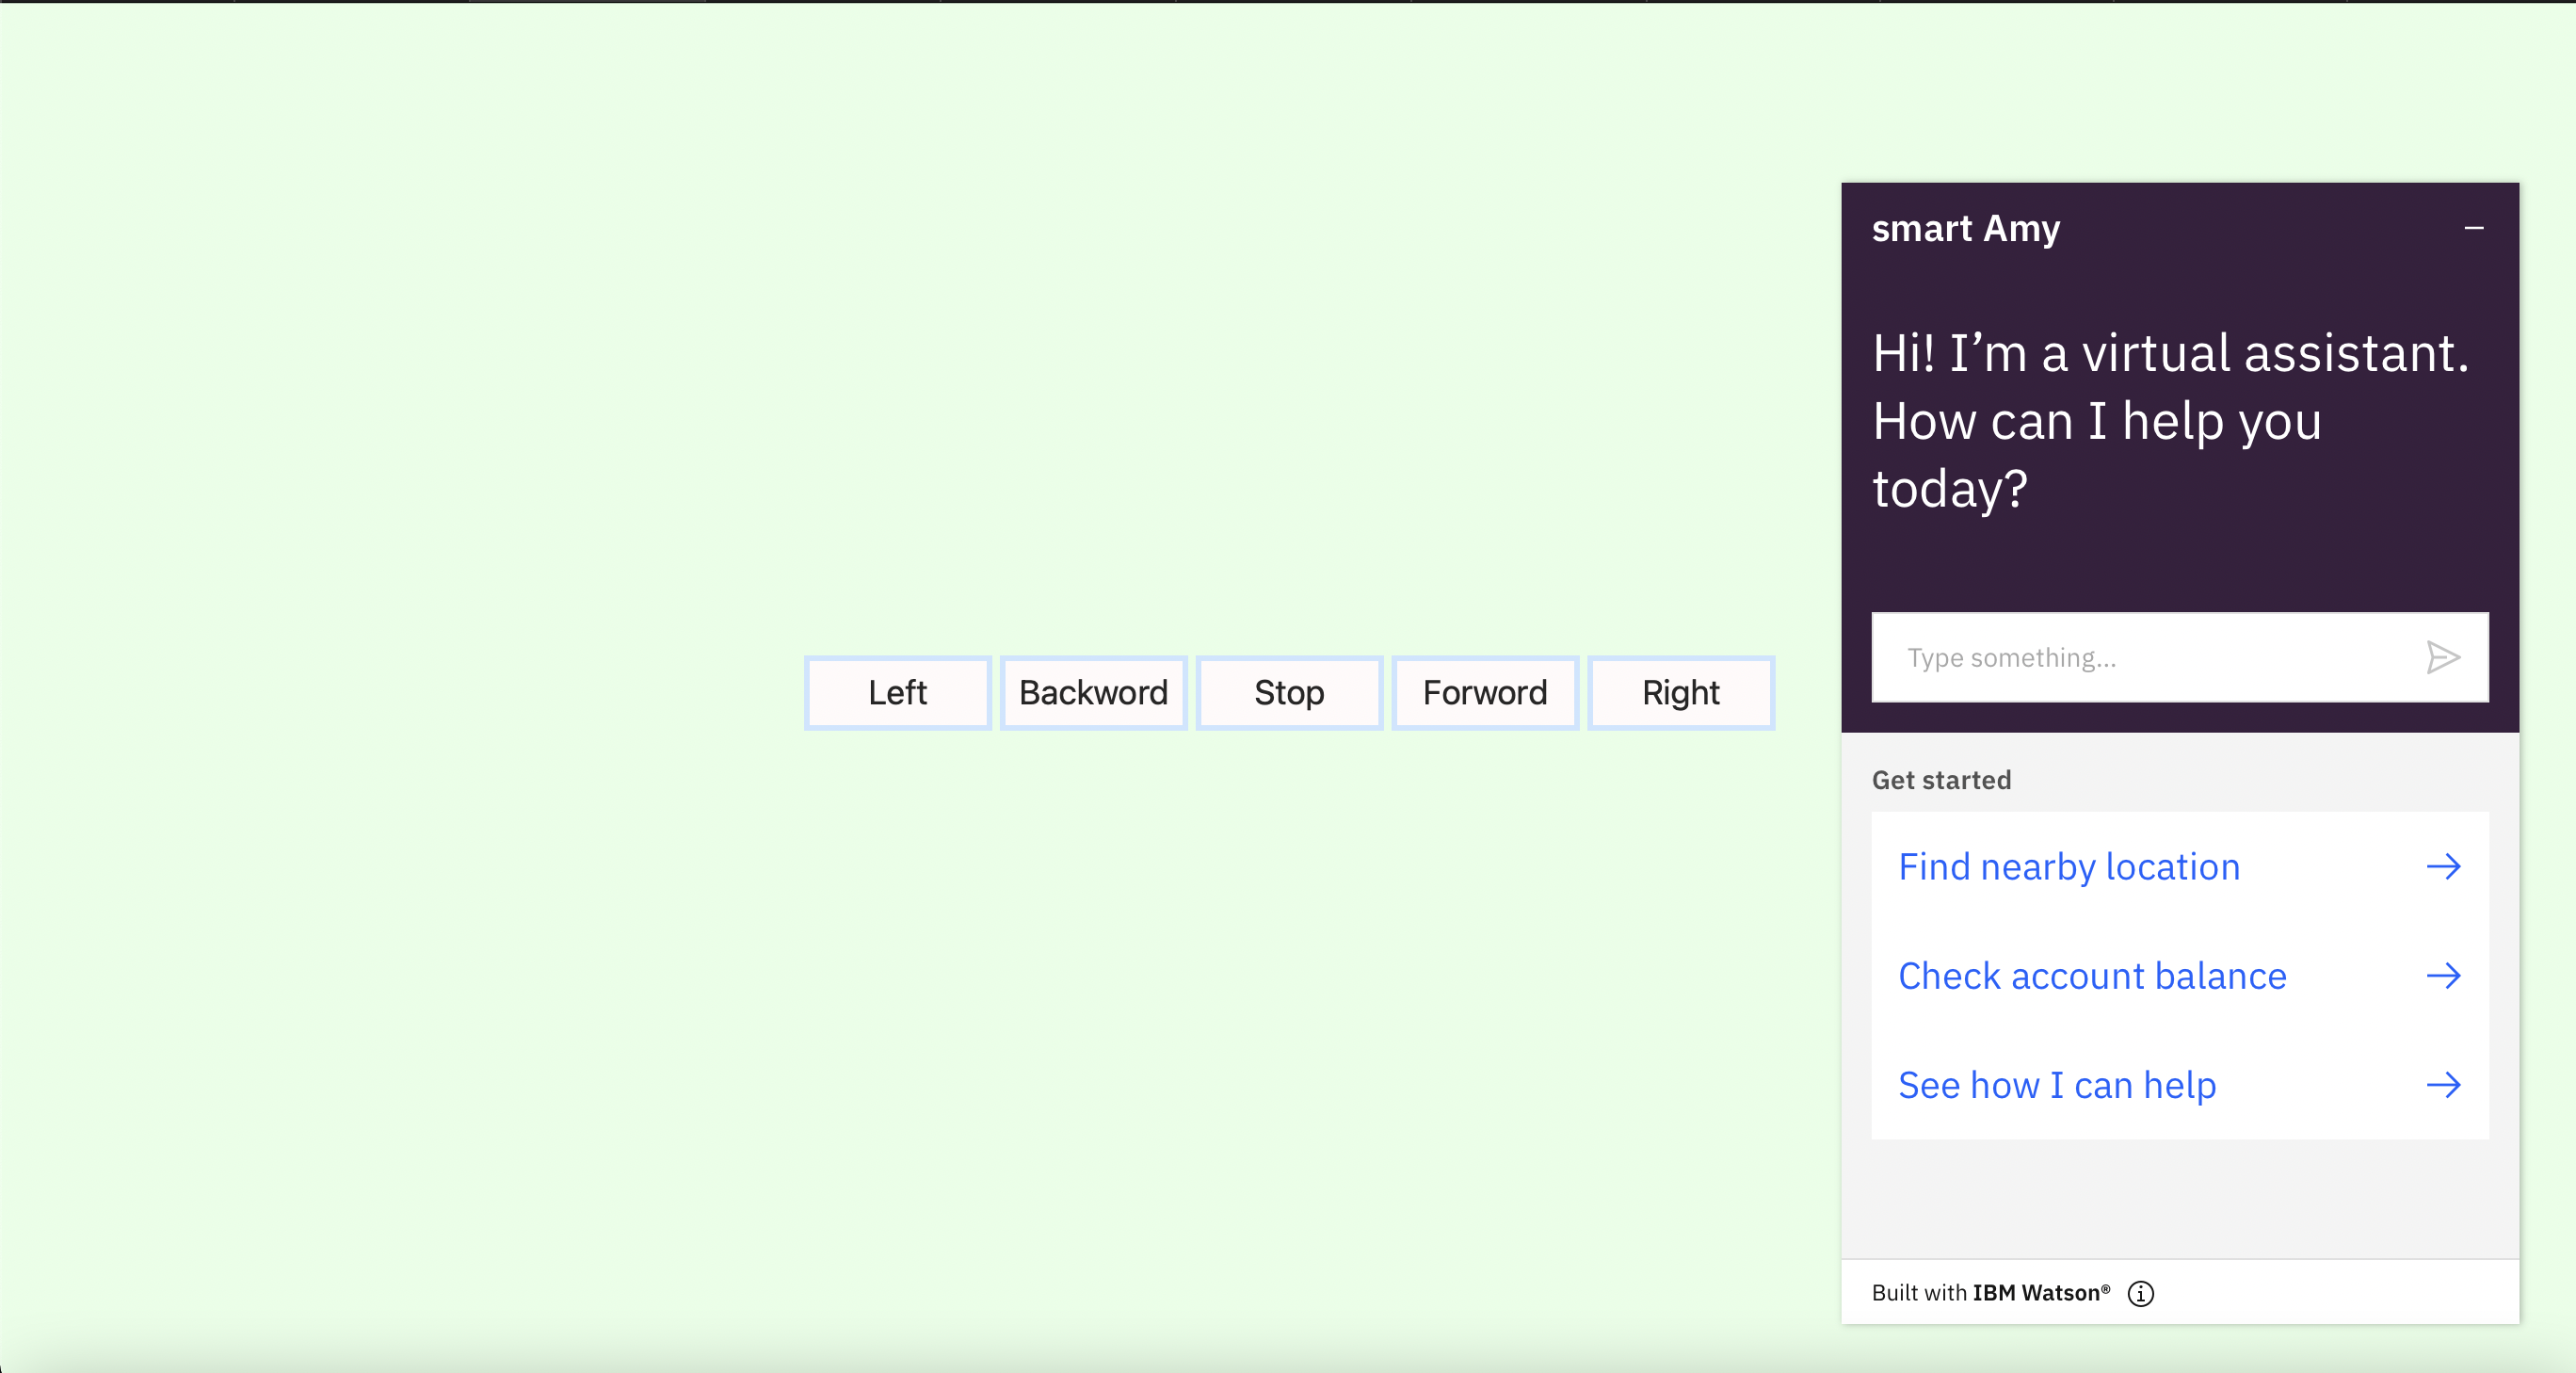 Left
Backword
Stop
Forword
Right
smart Amy
Hi! I’m a virtual assistant.
How can I help you
today?
Type something...
Get started
Find nearby location
Check account balance
See how I can help
Built with IBM Watson®